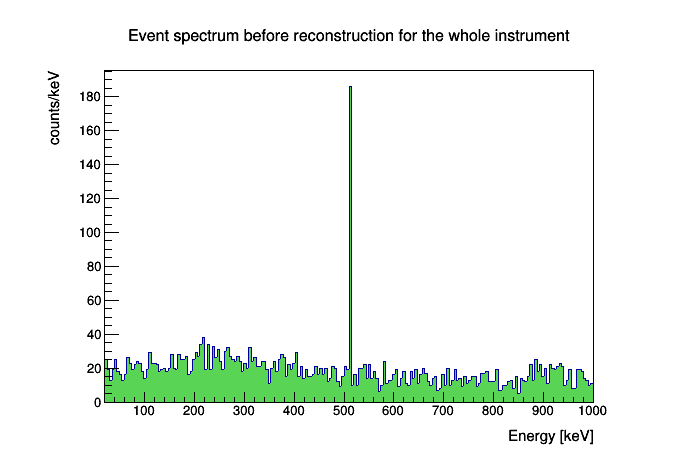 Event spectrum before reconstruction for the whole instrument
counts/keV
180
160
140
120
100
80
60
40
20
0
100 200 300 400 500 600 700 800 900 1000
Energy [keV]